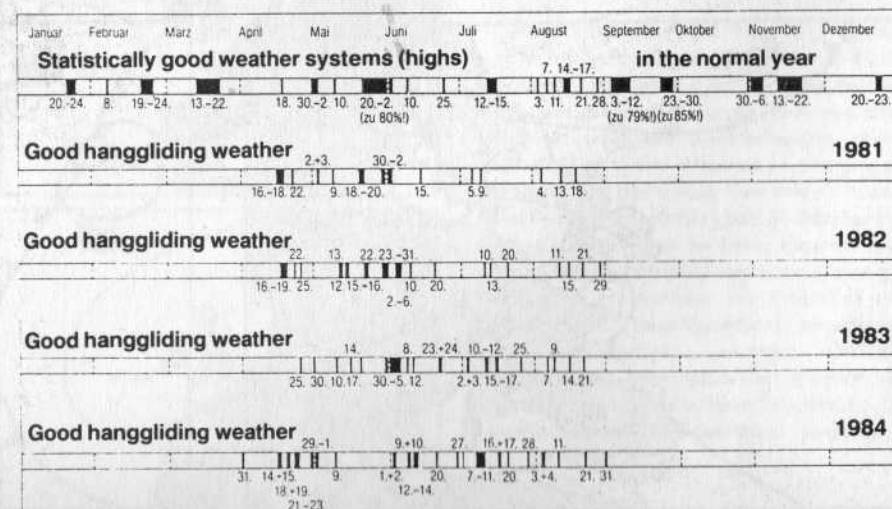 Januar Februar März April Mai Juni Juli August September Oktober November Dezember
Statistically good weather systems (highs) 7. 14.-17. in the normal year
20.-24. 8. 19.-24. 13.-22. 18. 30.-2. 10. 20.-2. 10. 25. 12.-15. 3. 11. 21. 28. 3.-12. 23.-30. 30.-6. 13.-22. 20.-23.
(zu 80%!) (zu 79%!) (zu 85%!)
Good hanggliding weather 2.+3. 30.-2. 1981
16.-18. 22. 9. 18.-20. 15. 5. 9. 4. 13. 18.
Good hanggliding weather 1982
22. 13. 22. 23.-31. 10. 20. 11. 21.
16.-19. 25. 12. 15.+16. 10. 20. 13. 15. 29.
2.-6.
Good hanggliding weather 1983
14. 8. 23.+24. 10.-12. 25. 9.
25. 30. 10. 17. 30.-5. 12. 2.+3. 15.-17. 7. 14. 21.
Good hanggliding weather 1984
29.-1. 9.+10. 27. 16.+17. 28. 11.
31. 14.+15. 9. 1.+2. 20. 7.-11. 20. 3.+4. 21. 31.
18.+19. 12.-14.
21.-23.